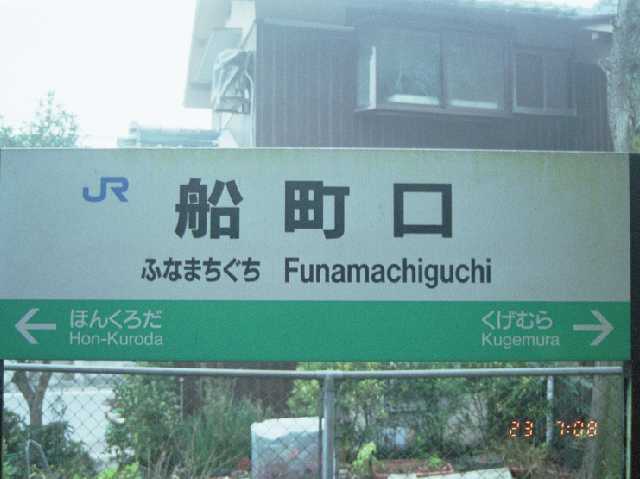 JR
船町口
ふなまちぐち Funamachiguchi
← ほんくろだ
Hon-Kuroda
くげむら →
Kugemura
23 7:08